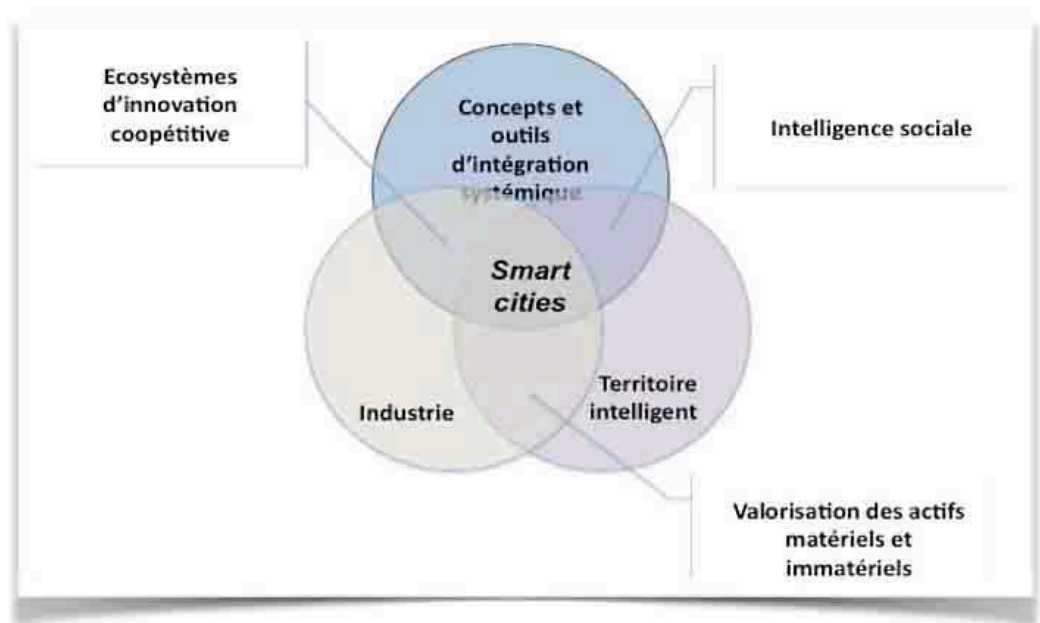 Ecosystèmes
d'innovation
coopétitive
Concepts et
outils
d'intégration
systémique
Intelligence sociale
Smart
cities
Industrie
Territoire
intelligent
Valorisation des actifs
matériels et
immatériels